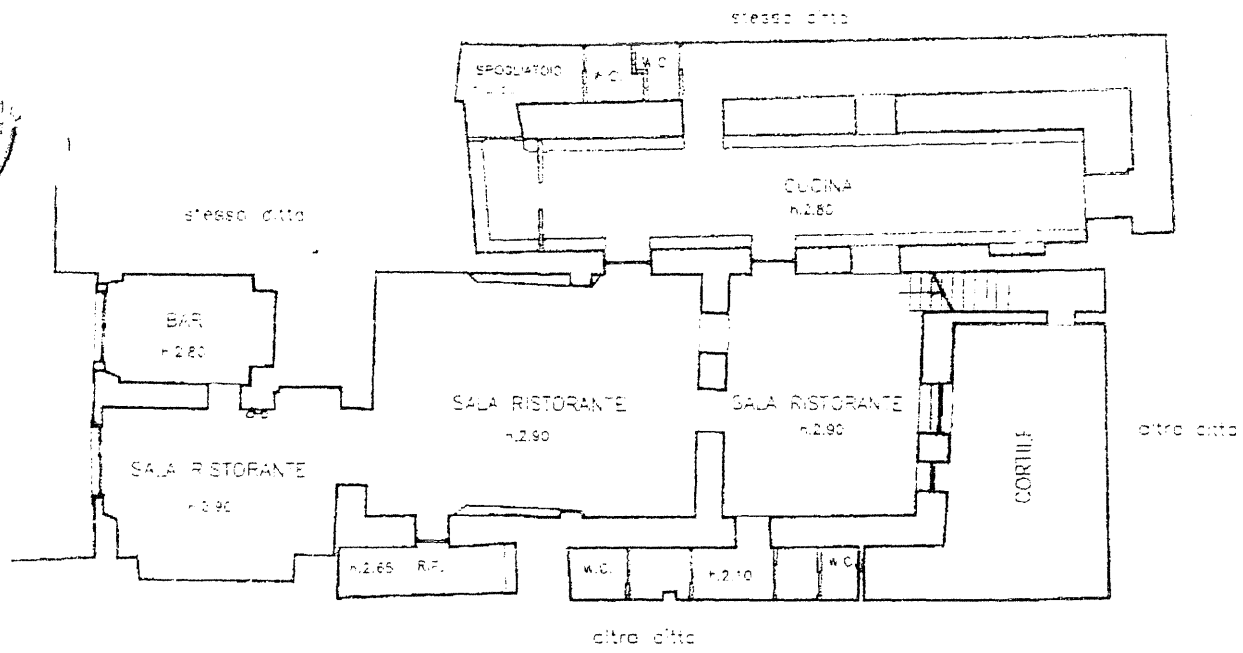 stesso ditta
SPOGLIATOIO
W.C.
W.C.
CUCINA
h.2.80
stesso ditta
BAR
h.2.80
SALA RISTORANTE
h.2.90
SALA RISTORANTE
h.2.90
SALA RISTORANTE
h.2.90
CORTILE
altra ditta
h.2.65 R.P.
W.C.
h.2.10
W.C.
altra ditta